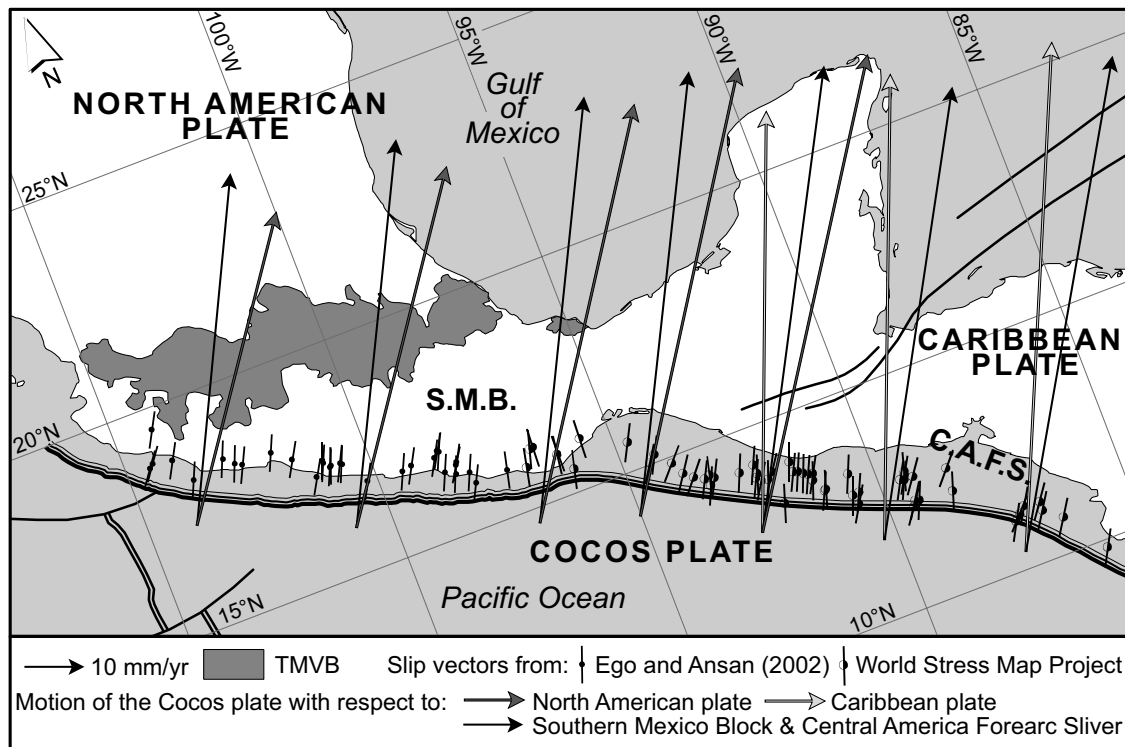 100°W
95°W
90°W
85°W
N
Gulf
of
Mexico
NORTH AMERICAN
PLATE
25°N
CARIBBEAN
PLATE
S.M.B.
20°N
C.A.F.S.
COCOS PLATE
Pacific Ocean
15°N
10°N
10 mm/yr TMVB Slip vectors from: Ego and Ansan (2002) World Stress Map Project
Motion of the Cocos plate with respect to: North American plate Caribbean plate
Southern Mexico Block & Central America Forearc Sliver